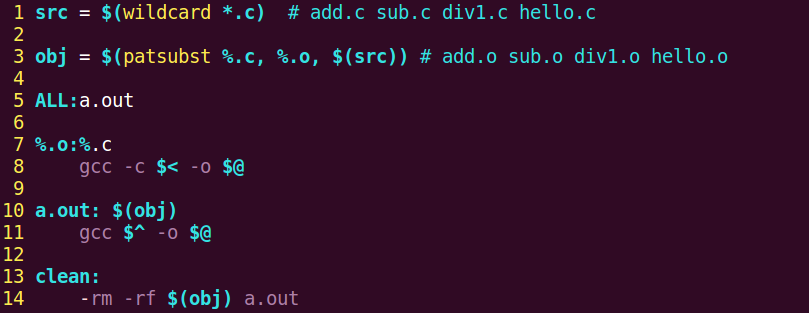 1 src = $(wildcard *.c)  # add.c sub.c div1.c hello.c
2
3 obj = $(patsubst %.c, %.o, $(src)) # add.o sub.o div1.o hello.o
4
5 ALL:a.out
6
7 %.o:%.c
8     gcc -c $< -o $@
9
10 a.out: $(obj)
11     gcc $^ -o $@
12
13 clean:
14     -rm -rf $(obj) a.out